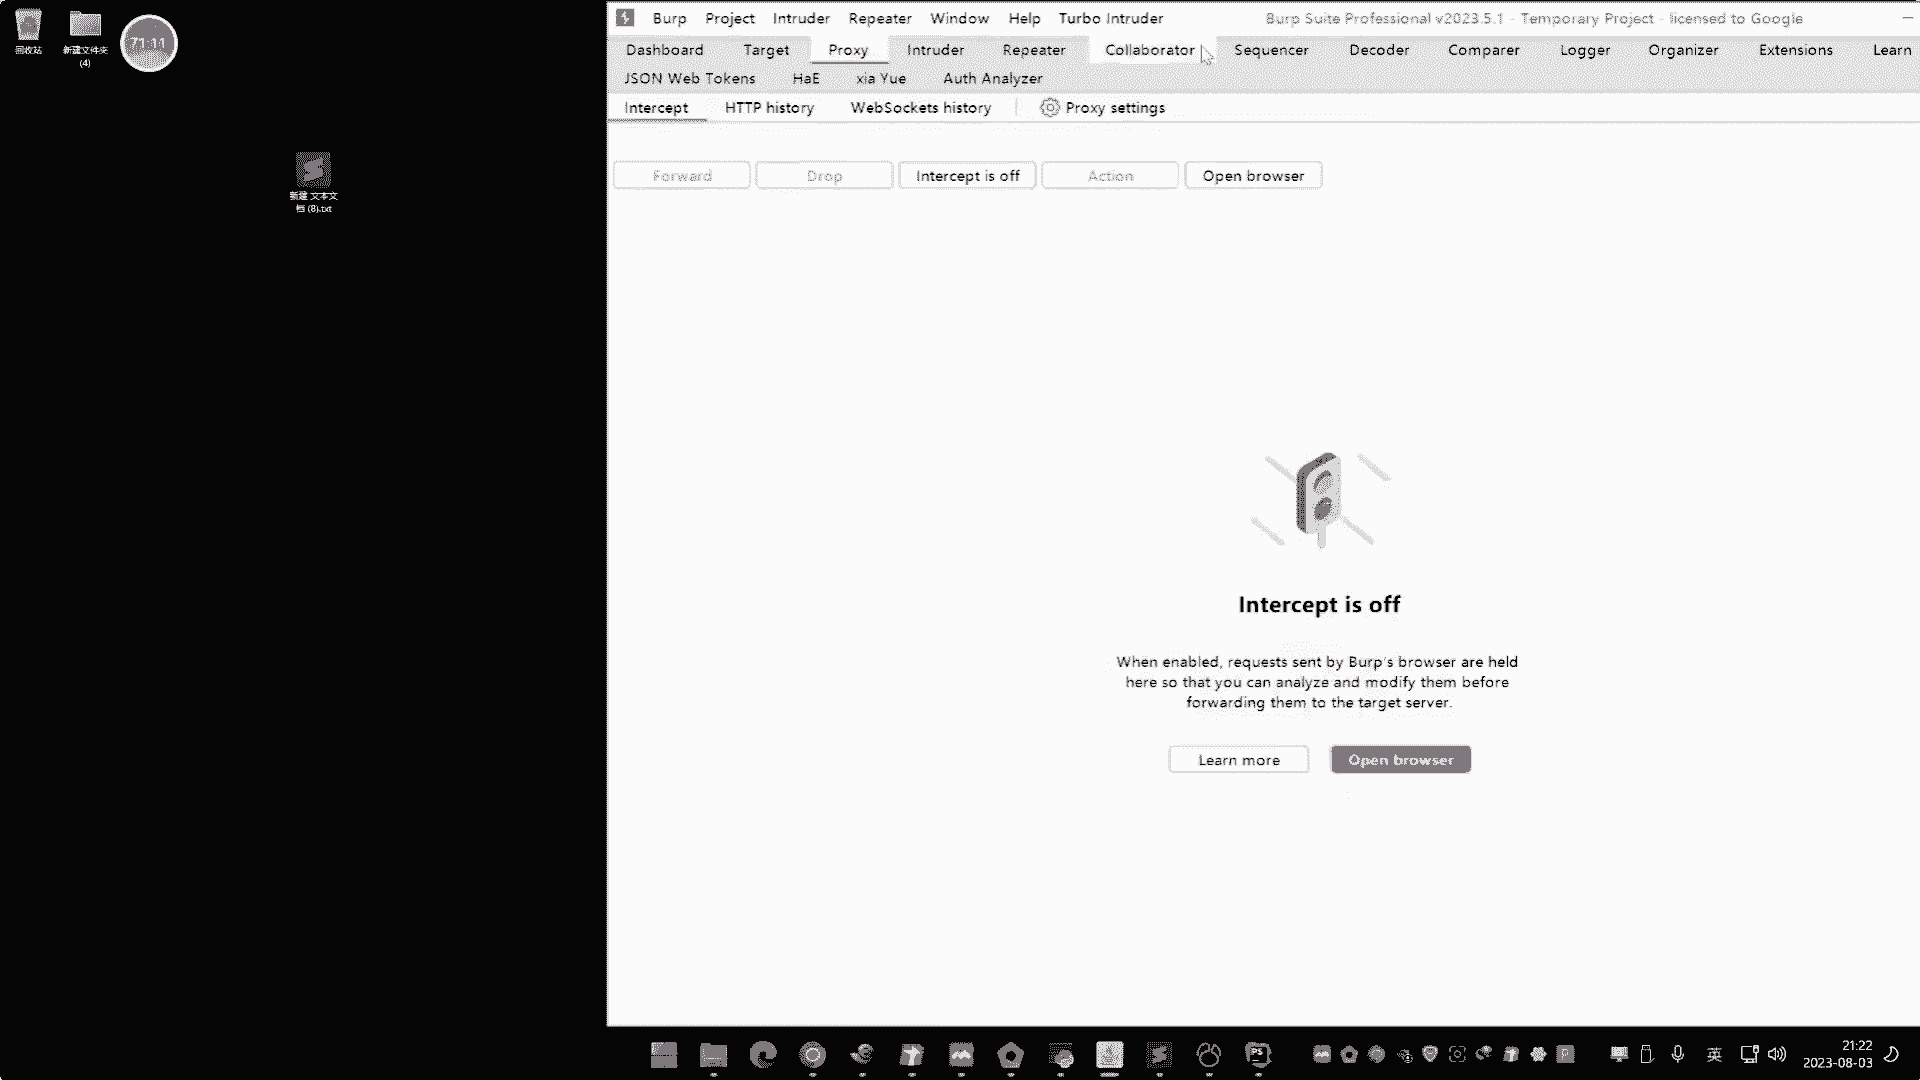 回收站
新建文件夹
(4)
71:11
新建 文本文
档 (8).txt
Burp Project Intruder Repeater Window Help Turbo Intruder
Burp Suite Professional v2023.5.1 - Temporary Project - licensed to Google
Dashboard Target Proxy Intruder Repeater Collaborator Sequencer Decoder Comparer Logger Organizer Extensions Learn
JSON Web Tokens HaE xia Yue Auth Analyzer
Intercept HTTP history WebSockets history Proxy settings
Forward Drop Intercept is off Action Open browser
Intercept is off
When enabled, requests sent by Burp's browser are held
here so that you can analyze and modify them before
forwarding them to the target server.
Learn more Open browser
PS
P
英
21:22
2023-08-03